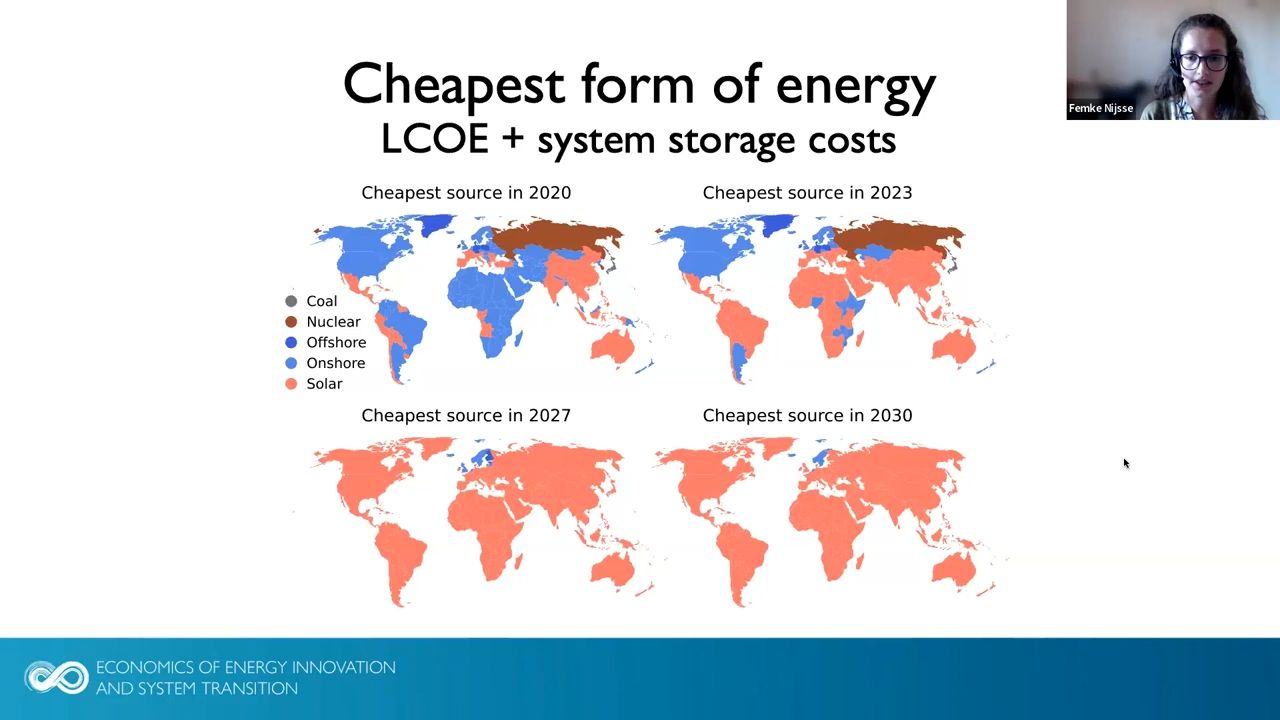 Cheapest form of energy
LCOE + system storage costs
Femke Nijsse
Cheapest source in 2020
Cheapest source in 2023
Coal
Nuclear
Offshore
Onshore
Solar
Cheapest source in 2027
Cheapest source in 2030
ECONOMICS OF ENERGY INNOVATION
AND SYSTEM TRANSITION